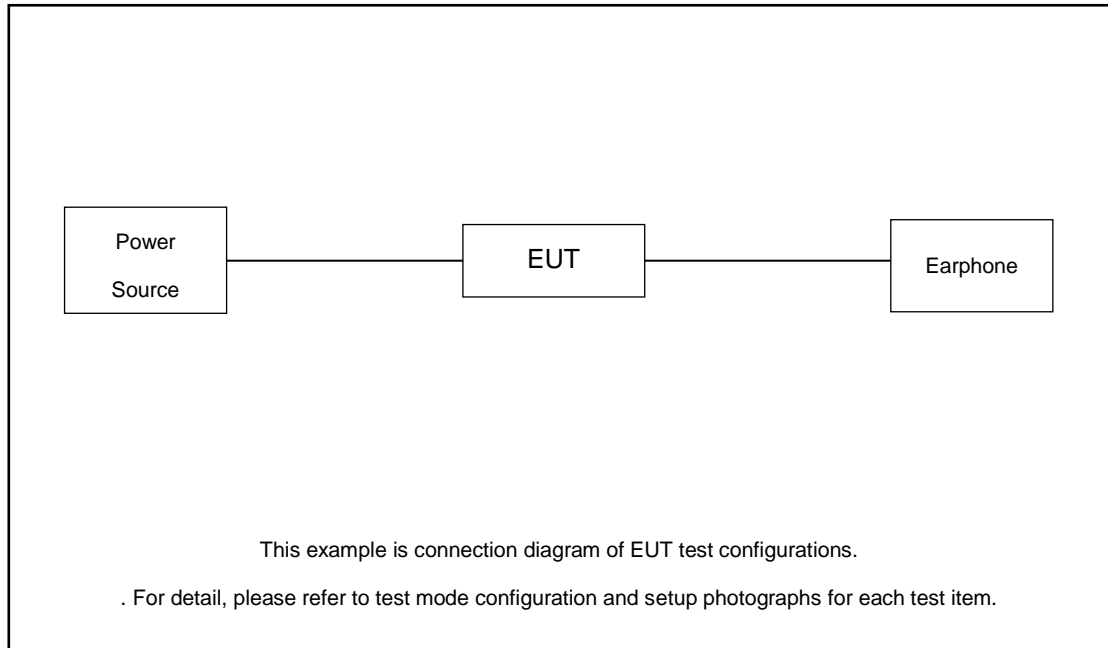 Power
Source
EUT
Earphone
This example is connection diagram of EUT test configurations.
. For detail, please refer to test mode configuration and setup photographs for each test item.